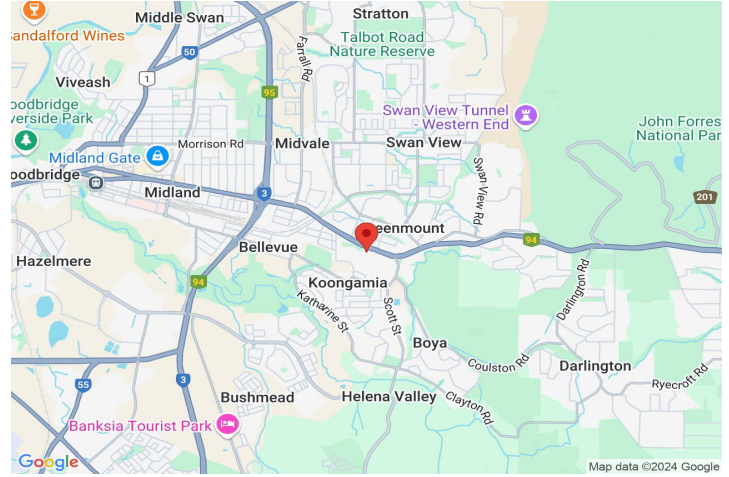 Middle Swan
Stratton
Sandalford Wines
50
Talbot Road
Nature Reserve
Farrall Rd
1
Viveash
95
oodbridge
verside Park
Swan View Tunnel
- Western End
John Forres
National Par
Morrison Rd
Midvale
Swan View
Midland Gate
oodbridge
Midland
3
Swan View Rd
201
eenmount
94
Bellevue
Hazelmere
94
Koongamia
Darlington Rd
Katharine St
Scott St
Boya
Coulston Rd
Darlington
55
3
Ryecroft Rd
Bushmead
Helena Valley
Clayton Rd
Banksia Tourist Park
Google
Map data ©2024 Google